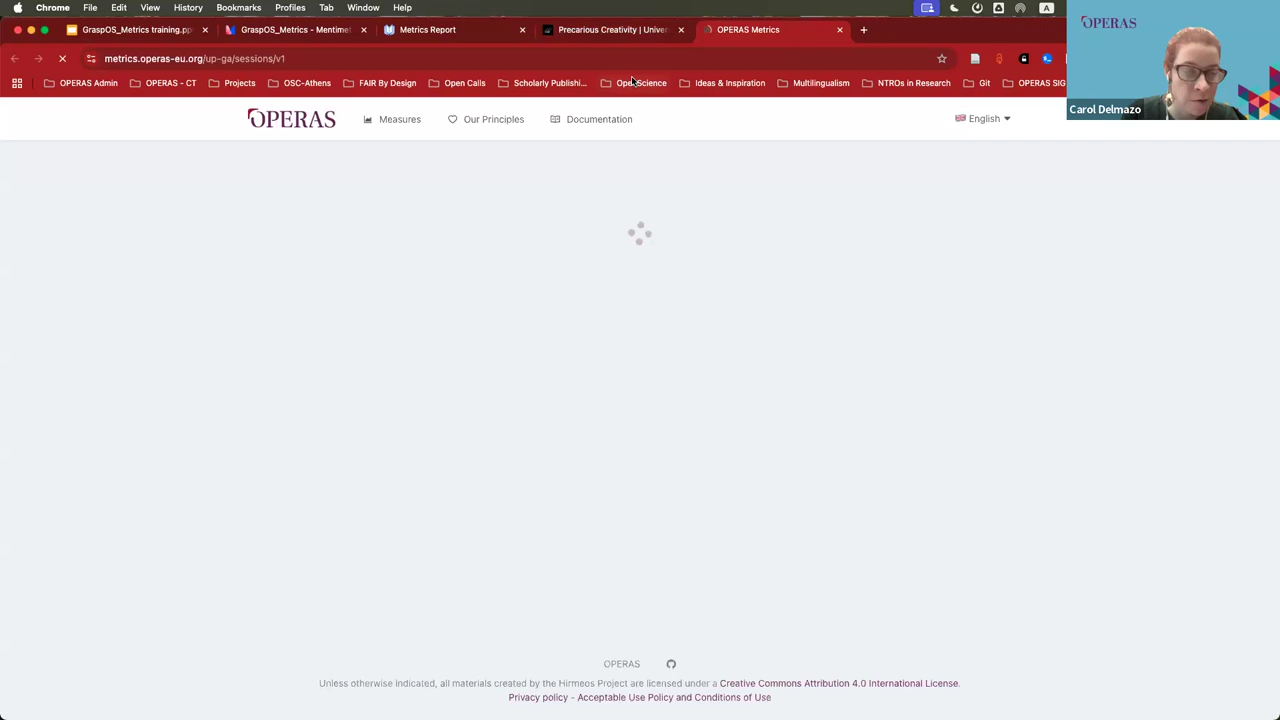 Chrome File Edit View History Bookmarks Profiles Tab Window Help
GraspOS_Metrics training.pp
GraspOS_Metrics - Mentimet
Metrics Report
Precarious Creativity | Univer
OPERAS Metrics
metrics.operas-eu.org/up-ga/sessions/v1
OPERAS Admin
OPERAS - CT
Projects
OSC-Athens
FAIR By Design
Open Calls
Scholarly Publishi...
Open Science
Ideas & Inspiration
Multilingualism
NTROs in Research
Git
OPERAS SIG
OPERAS
Carol Delmazo
OPERAS
Measures
Our Principles
Documentation
English
OPERAS
Unless otherwise indicated, all materials created by the Hirmeos Project are licensed under a Creative Commons Attribution 4.0 International License.
Privacy policy - Acceptable Use Policy and Conditions of Use